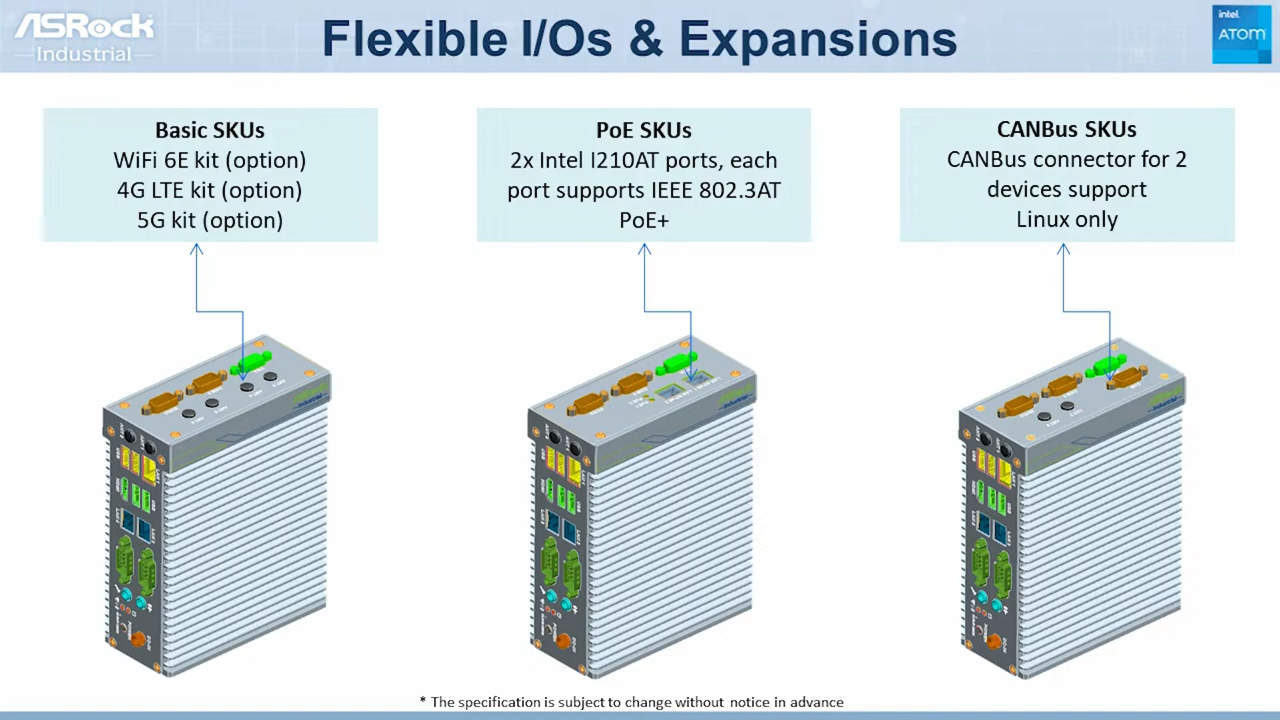 ASRock
Industrial
Flexible I/Os & Expansions
intel.
ATOM
Basic SKUs
WiFi 6E kit (option)
4G LTE kit (option)
5G kit (option)
PoE SKUs
2x Intel I210AT ports, each
port supports IEEE 802.3AT
PoE+
CANBus SKUs
CANBus connector for 2
devices support
Linux only
* The specification is subject to change without notice in advance